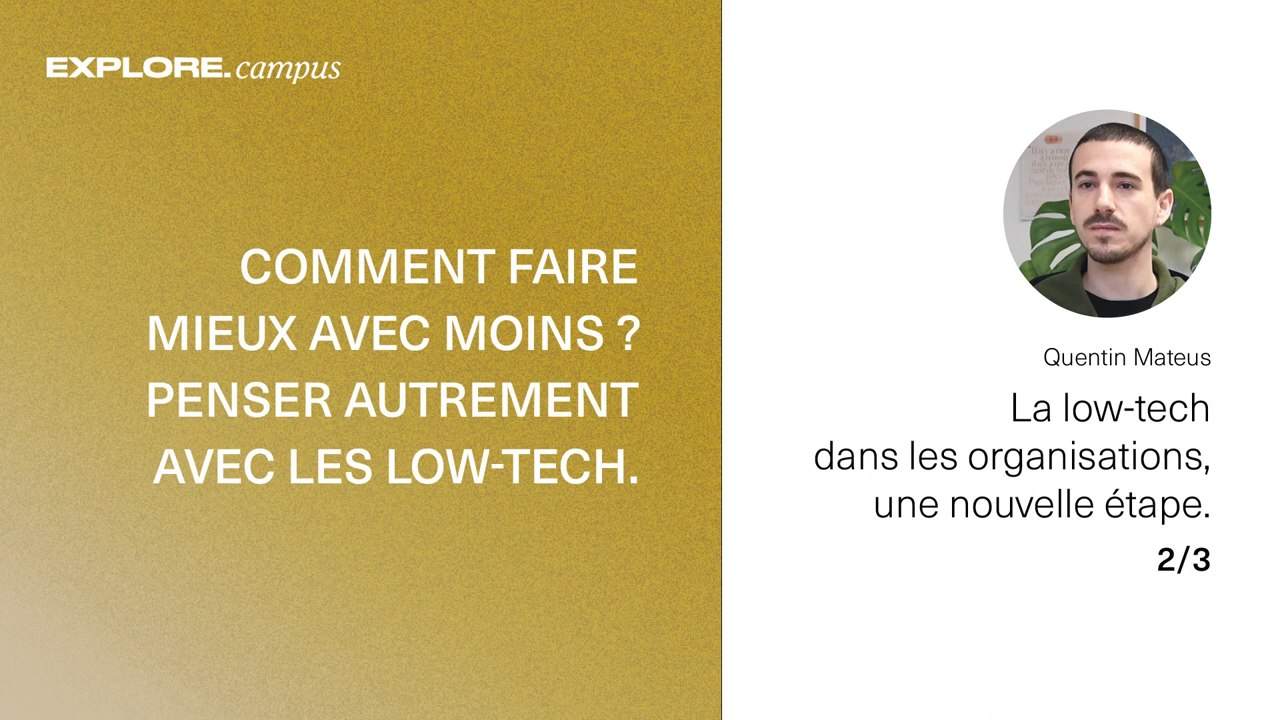 EXPLORE.campus
COMMENT FAIRE
MIEUX AVEC MOINS ?
PENSER AUTREMENT
AVEC LES LOW-TECH.
Quentin Mateus
La low-tech
dans les organisations,
une nouvelle étape.
2/3